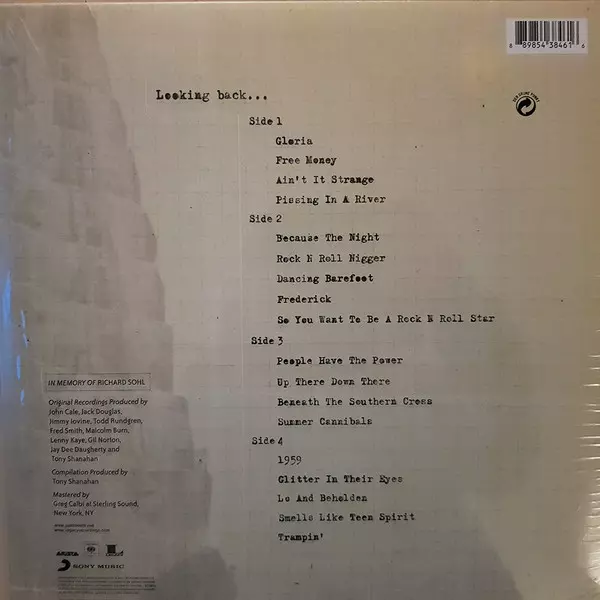 8 89854 38461 6
DER GRÜNE PUNKT
Looking back...
Side 1
Gloria
Free Money
Ain't It Strange
Pissing In A River
Side 2
Because The Night
Rock N Roll Nigger
Dancing Barefoot
Frederick
So You Want To Be A Rock N Roll Star
Side 3
People Have The Power
Up There Down There
Beneath The Southern Cross
Summer Cannibals
Side 4
1959
Glitter In Their Eyes
Lo And Beholden
Smells Like Teen Spirit
Trampin'
IN MEMORY OF RICHARD SOHL
Original Recordings Produced by
John Cale, Jack Douglas,
Jimmy Iovine, Todd Rundgren,
Fred Smith, Malcolm Burn,
Lenny Kaye, Gil Norton,
Jay Dee Daugherty and
Tony Shanahan
Compilation Produced by
Tony Shanahan
Mastered by
Greg Calbi at Sterling Sound,
New York, NY
ARISTA
SONY MUSIC